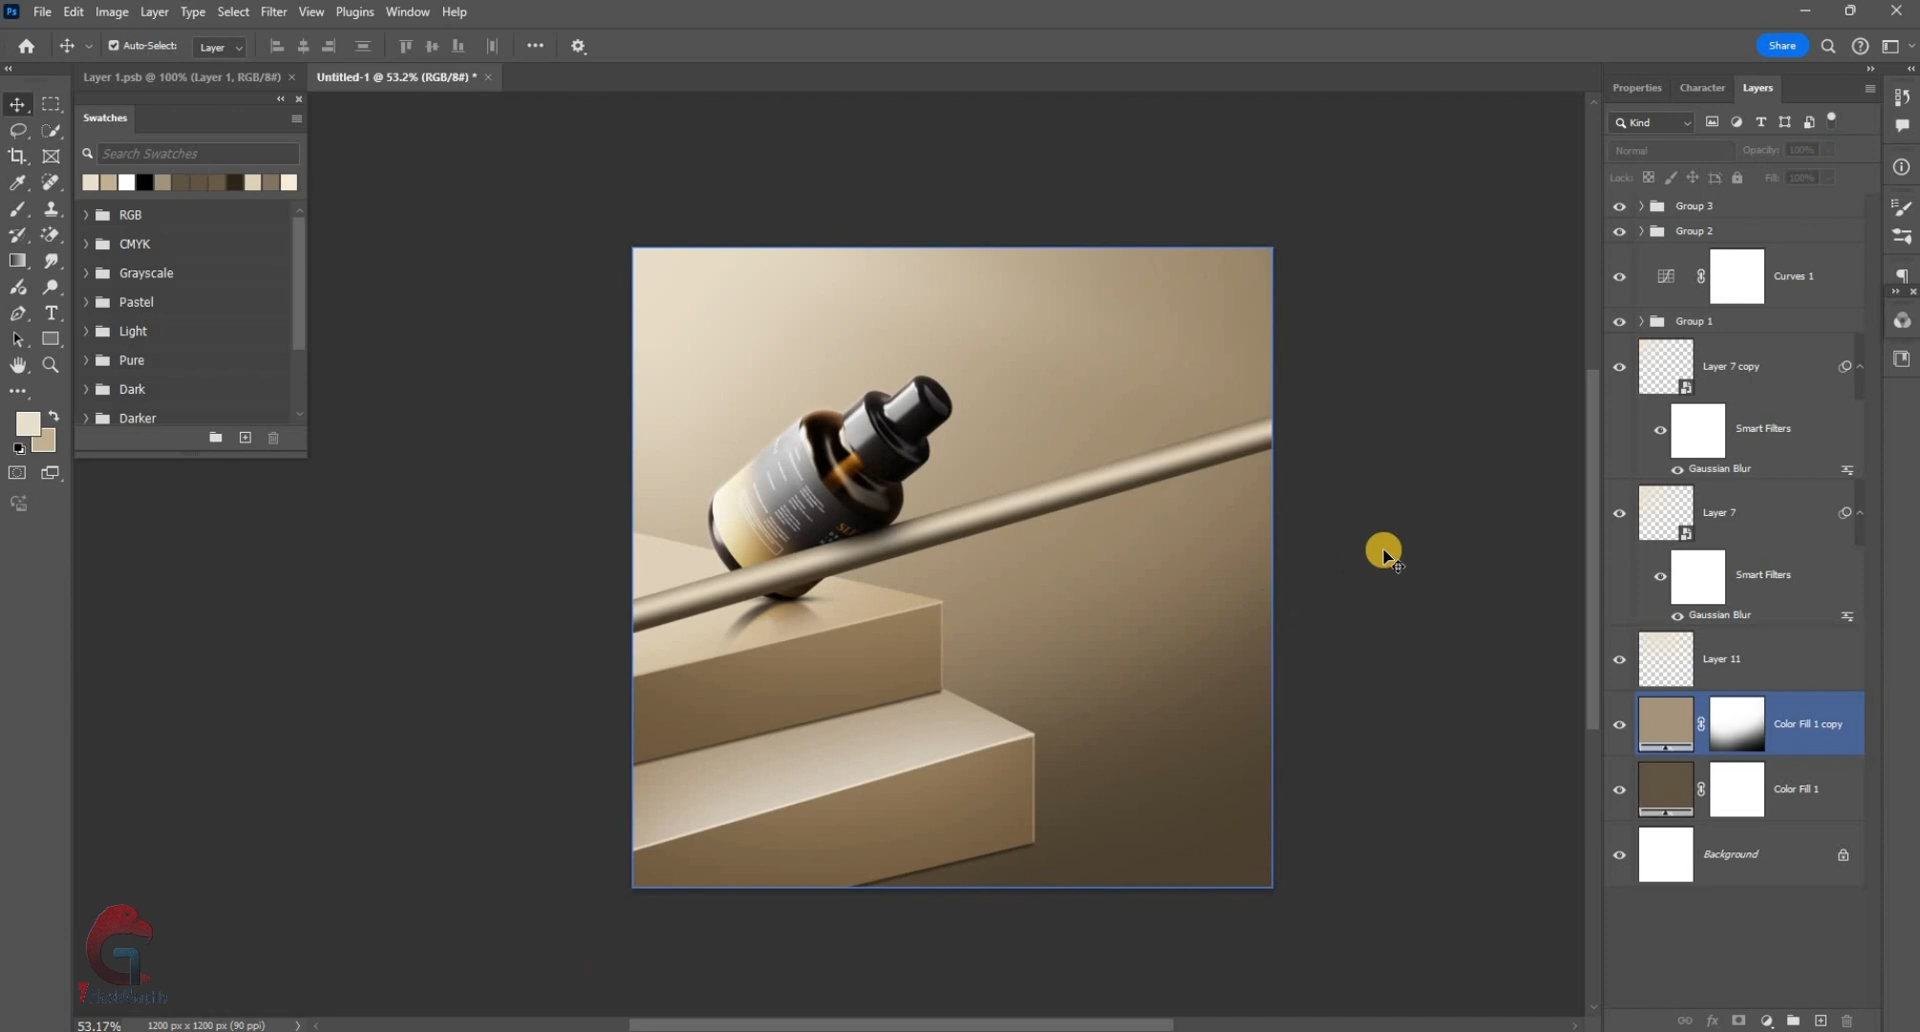 Ps File Edit Image Layer Type Select Filter View Plugins Window Help
Auto-Select: Layer Share
Layer 1.psb @ 100% (Layer 1, RGB/8#) Untitled-1 @ 53.2% (RGB/8#) *
Swatches
Search Swatches
RGB
CMYK
Grayscale
Pastel
Light
Pure
Dark
Darker
Properties Character Layers
Kind
Normal Opacity: 100%
Lock: Fill: 100%
Group 3
Group 2
Curves 1
Group 1
Layer 7 copy
Smart Filters
Gaussian Blur
Layer 7
Smart Filters
Gaussian Blur
Layer 11
Color Fill 1 copy
Color Fill 1
Background
53.17% 1200 px x 1200 px (90 ppi)